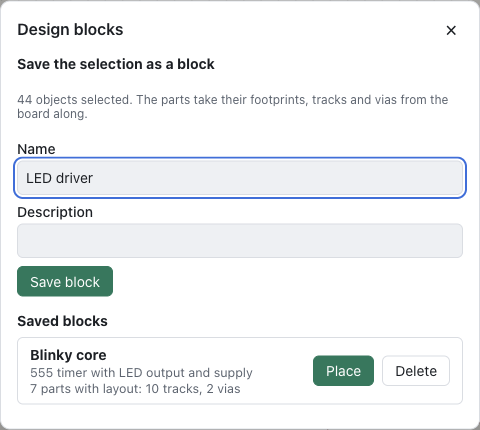 Design blocks
Save the selection as a block
44 objects selected. The parts take their footprints, tracks and vias from the
board along.
Name
LED driver
Description
Save block
Saved blocks
Blinky core
555 timer with LED output and supply
7 parts with layout: 10 tracks, 2 vias
Place
Delete